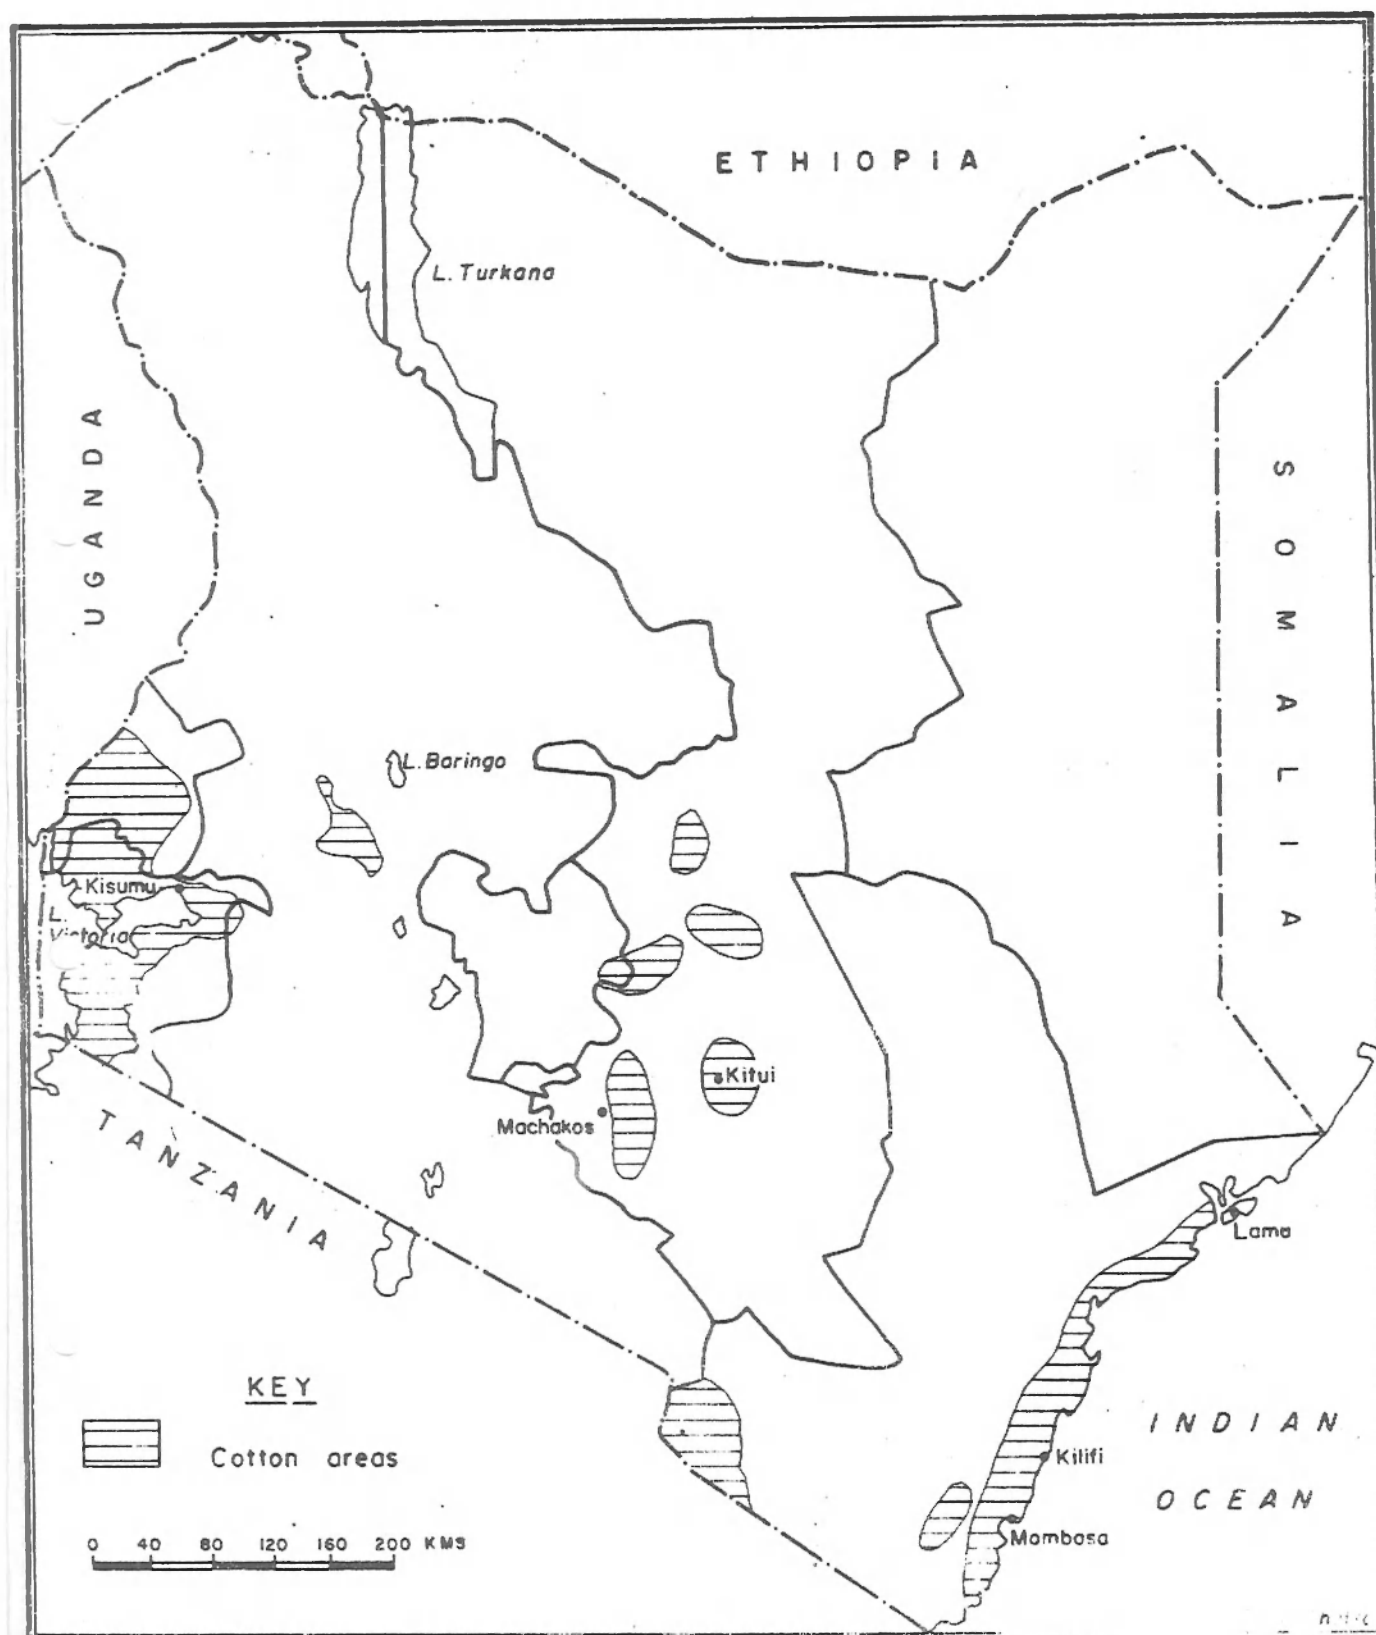 ETHIOPIA
L. Turkana
UGANDA
SOMALIA
L. Baringo
Kisumu
L.
Victoria
Kitui
Machakos
TANZANIA
Lamu
KEY
Cotton areas
INDIAN
OCEAN
Kilifi
Mombasa
0 40 80 120 160 200 KMS